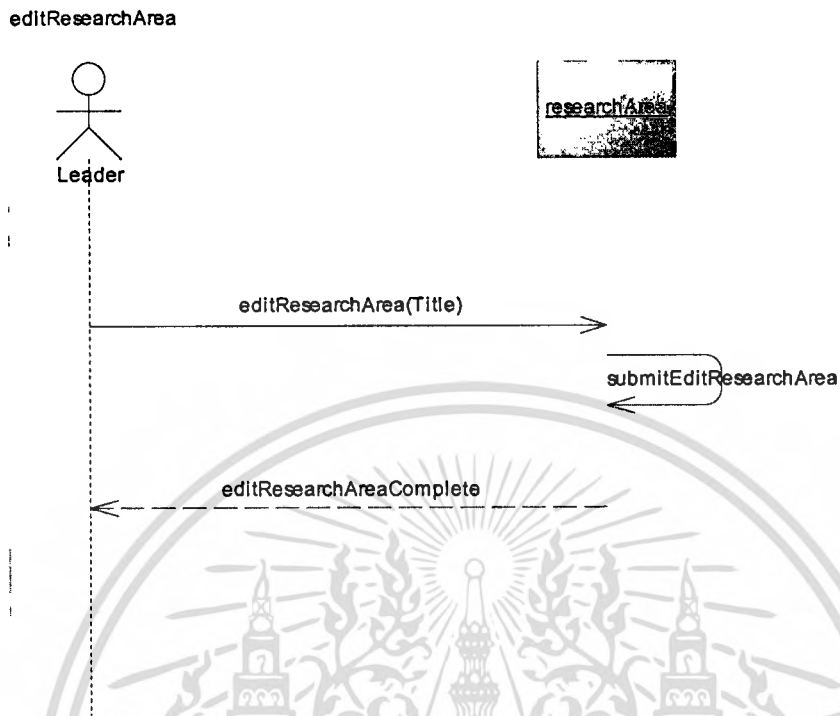 editResearchArea
researchArea
Leader
editResearchArea(Title)
submitEditResearchArea
editResearchAreaComplete